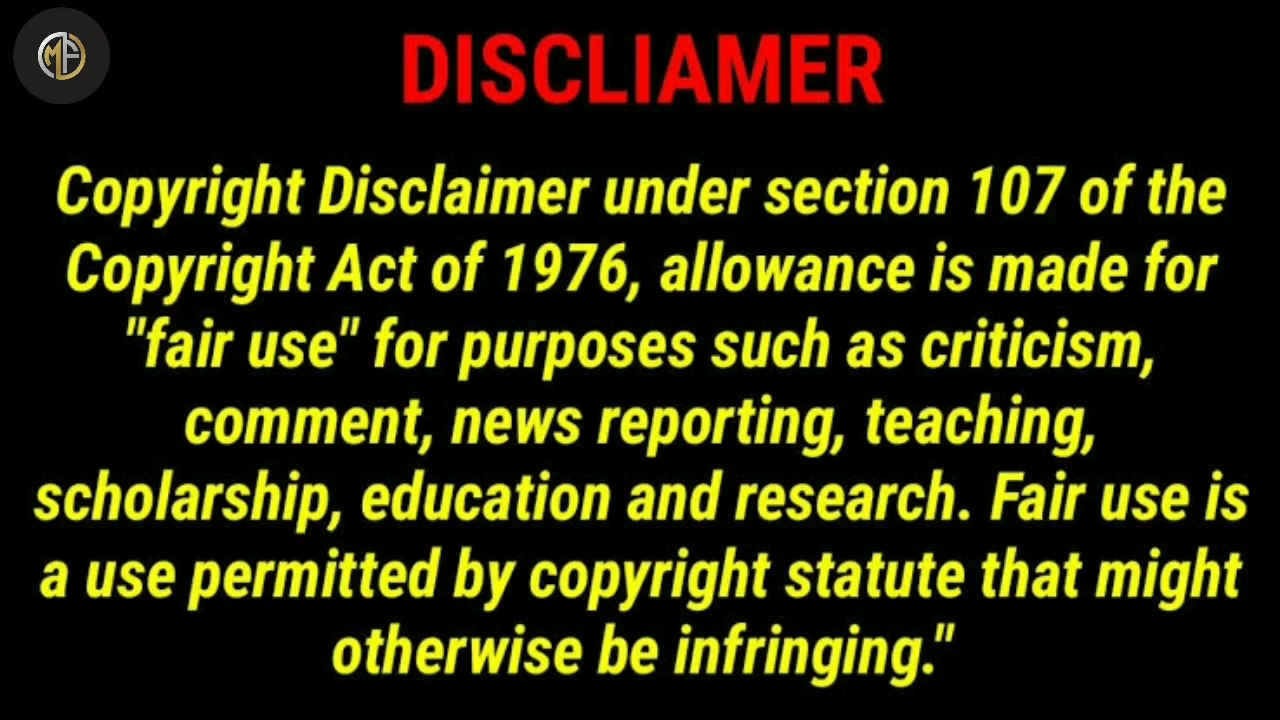 DISCLIAMER
Copyright Disclaimer under section 107 of the
Copyright Act of 1976, allowance is made for
"fair use" for purposes such as criticism,
comment, news reporting, teaching,
scholarship, education and research. Fair use is
a use permitted by copyright statute that might
otherwise be infringing."